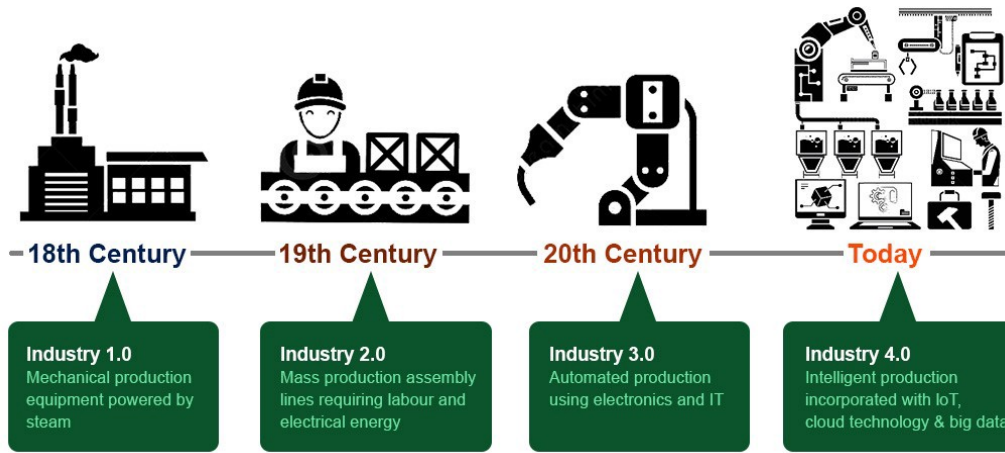 18th Century
19th Century
20th Century
Today
Industry 1.0
Mechanical production
equipment powered by
steam
Industry 2.0
Mass production assembly
lines requiring labour and
electrical energy
Industry 3.0
Automated production
using electronics and IT
Industry 4.0
Intelligent production
incorporated with IoT,
cloud technology & big data